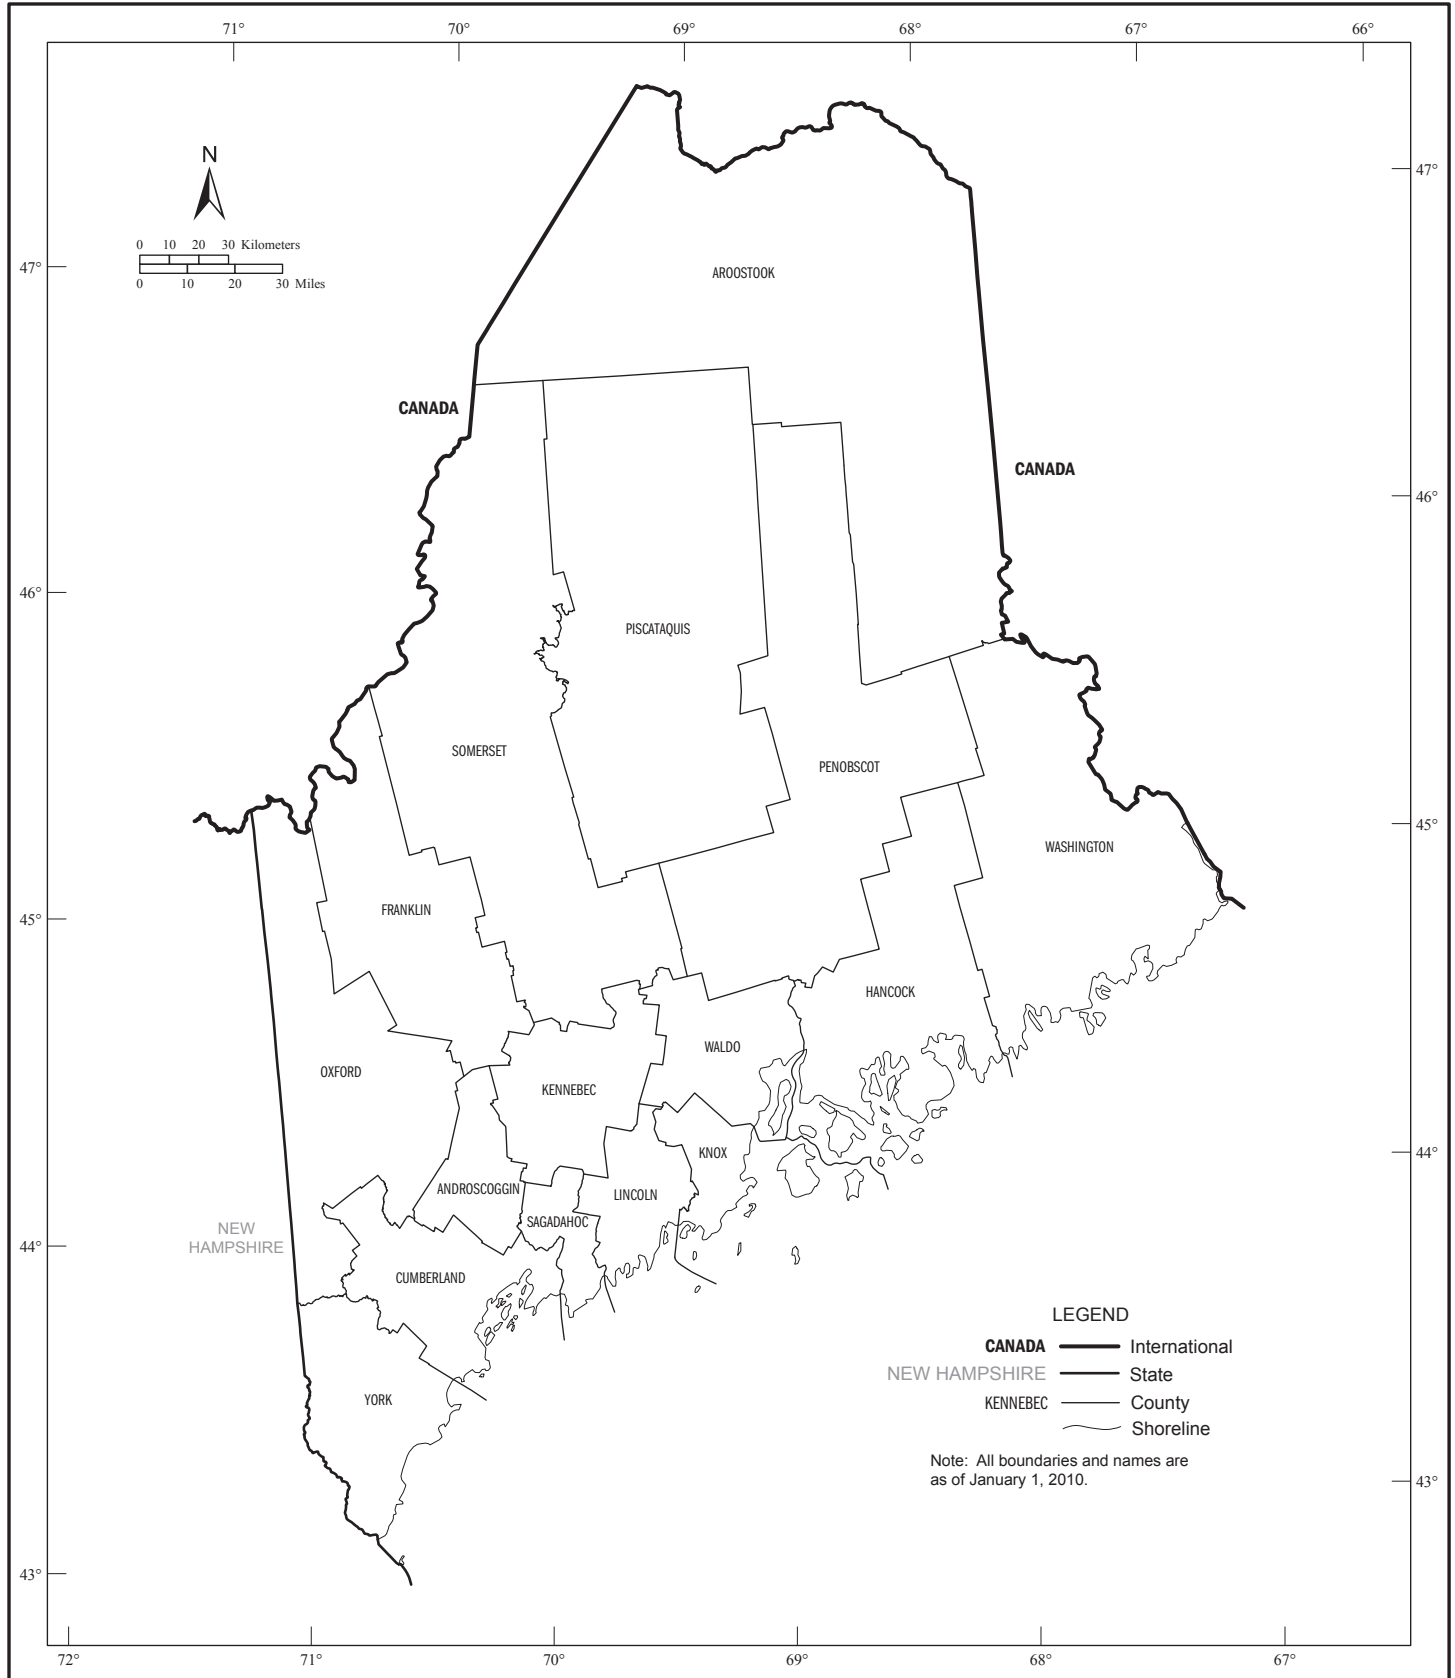 71° 70° 69° 68° 67° 66°
N
0 10 20 30 Kilometers
0 10 20 30 Miles
47°
47°
AROOSTOOK
CANADA
CANADA
46°
46°
PISCATAQUIS
SOMERSET
PENOBSCOT
45°
WASHINGTON
FRANKLIN
45°
HANCOCK
WALDO
OXFORD
KENNEBEC
KNOX
44°
ANDROSCOGGIN
LINCOLN
SAGADAHOC
NEW
HAMPSHIRE
44°
CUMBERLAND
YORK
LEGEND
CANADA International
NEW HAMPSHIRE State
KENNEBEC County
Shoreline
Note: All boundaries and names are
as of January 1, 2010.
43°
43°
72° 71° 70° 69° 68° 67°